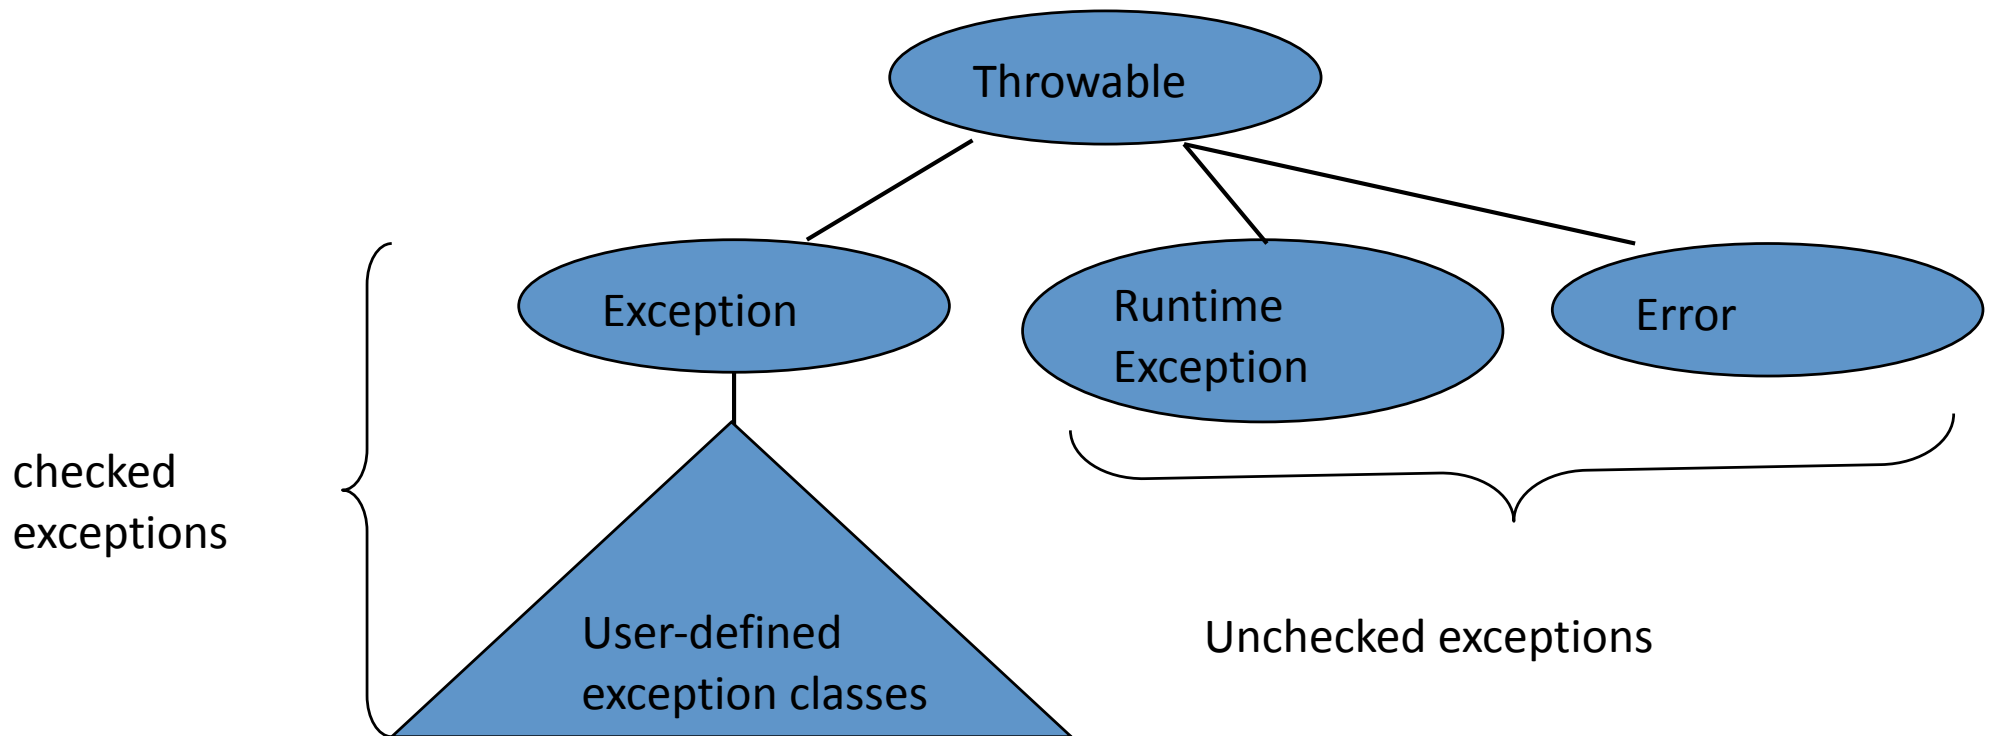 Throwable
Exception
Runtime
Exception
Error
checked
exceptions
User-defined
exception classes
Unchecked exceptions